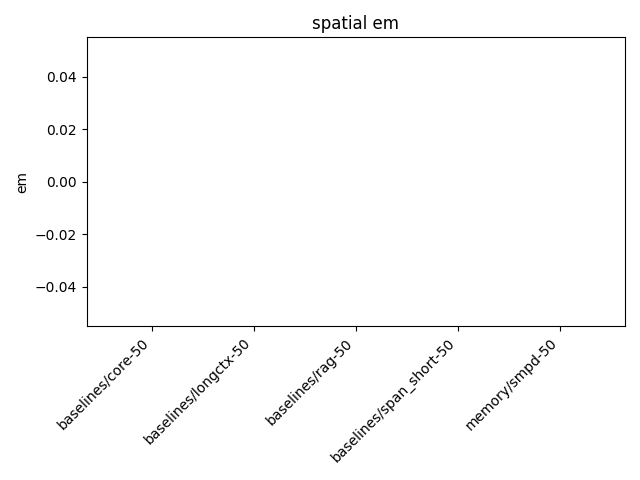 spatial em
0.04
0.02
0.00
−0.02
−0.04
em
baselines/core-50
baselines/longctx-50
baselines/rag-50
baselines/span_short-50
memory/smpd-50